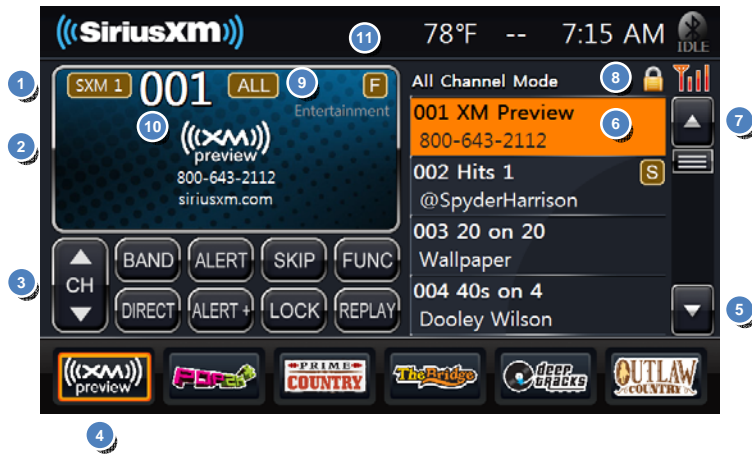 11
((SiriusXM)) 78°F -- 7:15 AM IDLE
1 SXM 1 001 ALL 9 F
Entertainment
10
2 ((XM)) preview
800-643-2112
siriusxm.com
All Channel Mode 8
001 XM Preview 6
800-643-2112
7
002 Hits 1 S
@SpyderHarrison
003 20 on 20
Wallpaper
004 40s on 4
Dooley Wilson
5
3 CH BAND ALERT SKIP FUNC
DIRECT ALERT + LOCK REPLAY
((XM)) preview
POP2K
PRIME COUNTRY
The Bridge
deep tracks
OUTLAW COUNTRY
4